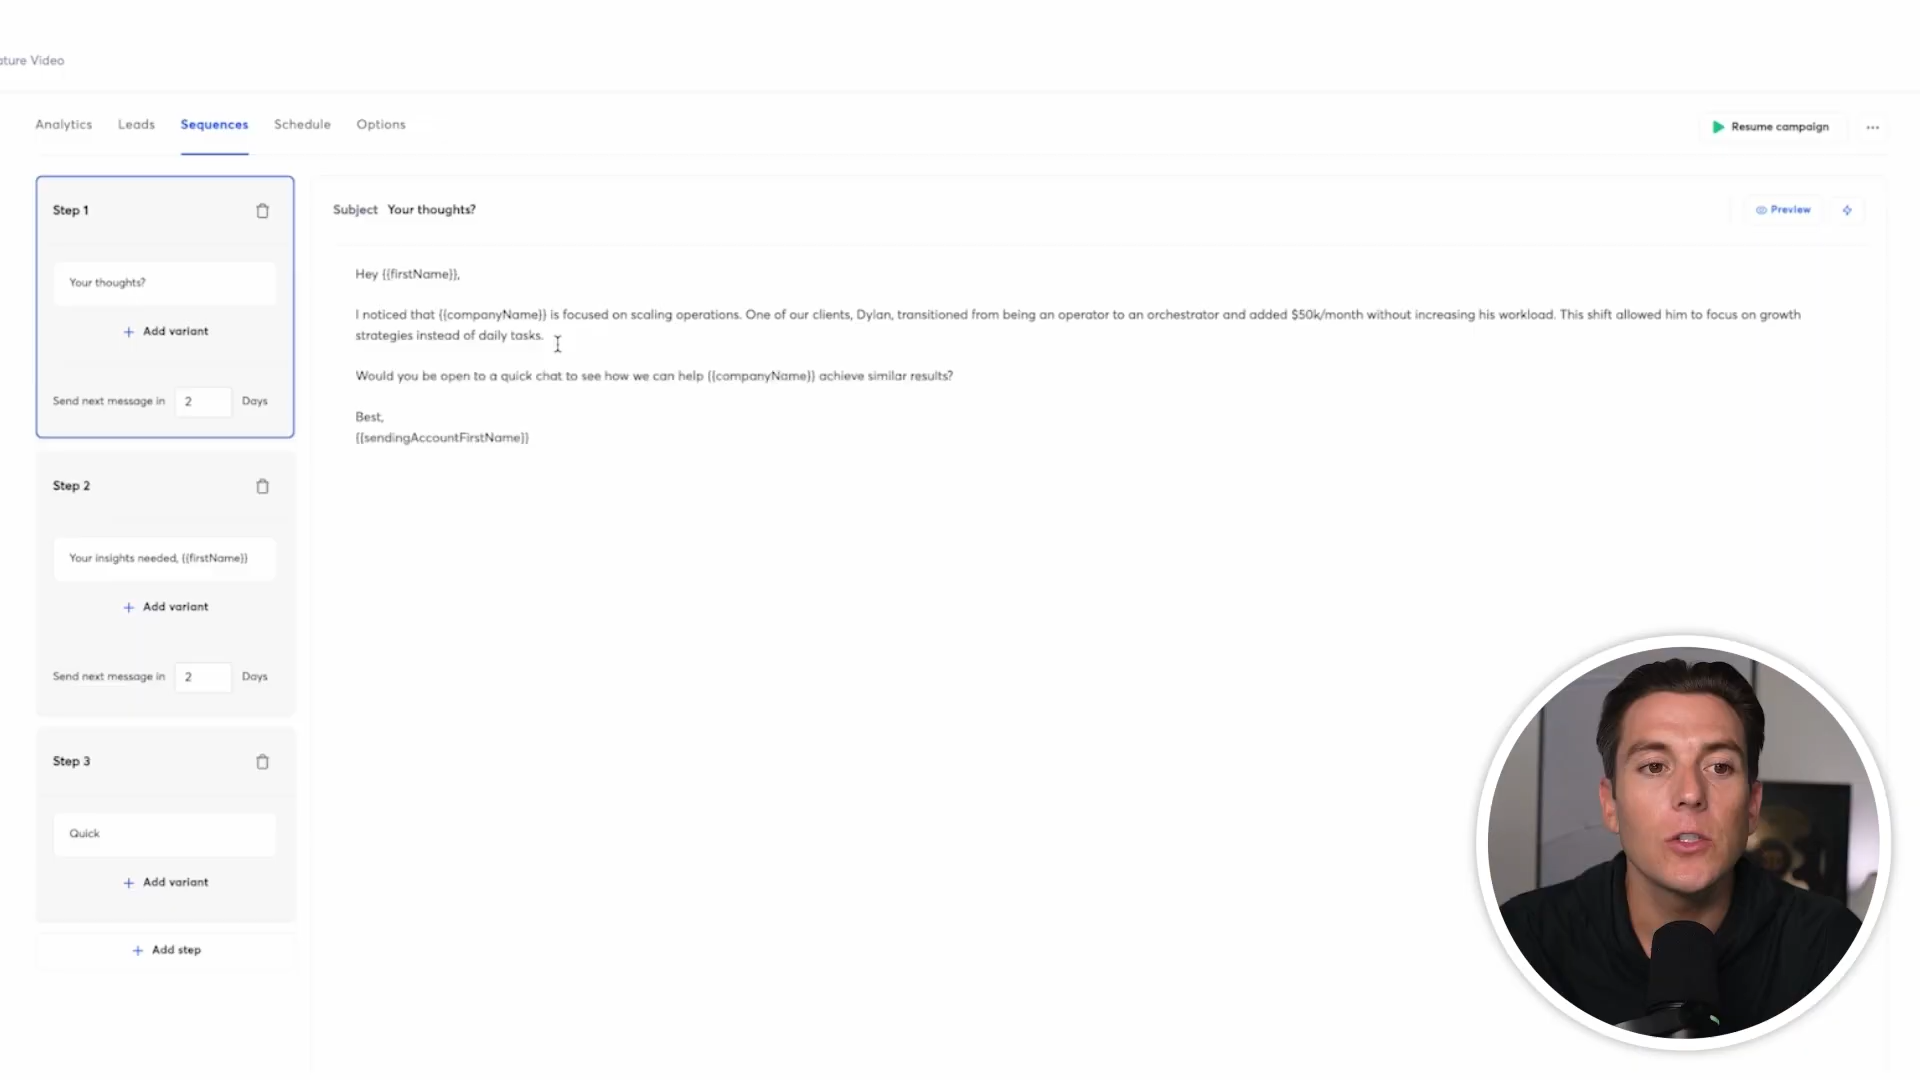 ature Video
Analytics Leads Sequences Schedule Options
Resume campaign
Step 1
Your thoughts?
Add variant
Send next message in 2 Days
Step 2
Your insights needed, {{firstName}}
Add variant
Send next message in 2 Days
Step 3
Quick
Add variant
Add step
Subject Your thoughts?
Preview
Hey {{firstName}},
I noticed that {{companyName}} is focused on scaling operations. One of our clients, Dylan, transitioned from being an operator to an orchestrator and added $50k/month without increasing his workload. This shift allowed him to focus on growth
strategies instead of daily tasks.
Would you be open to a quick chat to see how we can help {{companyName}} achieve similar results?
Best,
{{sendingAccountFirstName}}